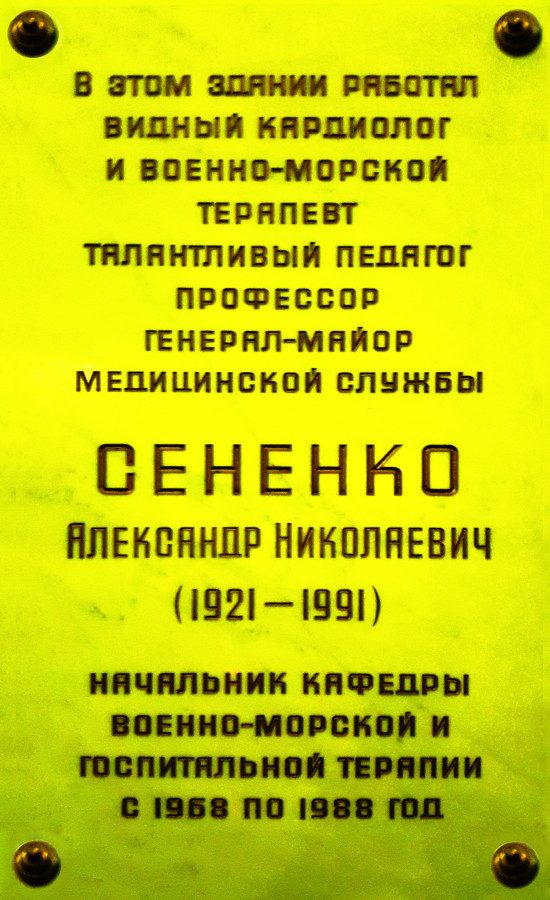 В ЭТОМ ЗДАНИИ РАБОТАЛ
ВИДНЫЙ КАРДИОЛОГ
И ВОЕННО-МОРСКОЙ
ТЕРАПЕВТ
ТАЛАНТЛИВЫЙ ПЕДАГОГ
ПРОФЕССОР
ГЕНЕРАЛ-МАЙОР
МЕДИЦИНСКОЙ СЛУЖБЫ
СЕНЕНКО
АЛЕКСАНДР НИКОЛАЕВИЧ
(1921—1991)
НАЧАЛЬНИК КАФЕДРЫ
ВОЕННО-МОРСКОЙ И
ГОСПИТАЛЬНОЙ ТЕРАПИИ
С 1968 ПО 1988 ГОД